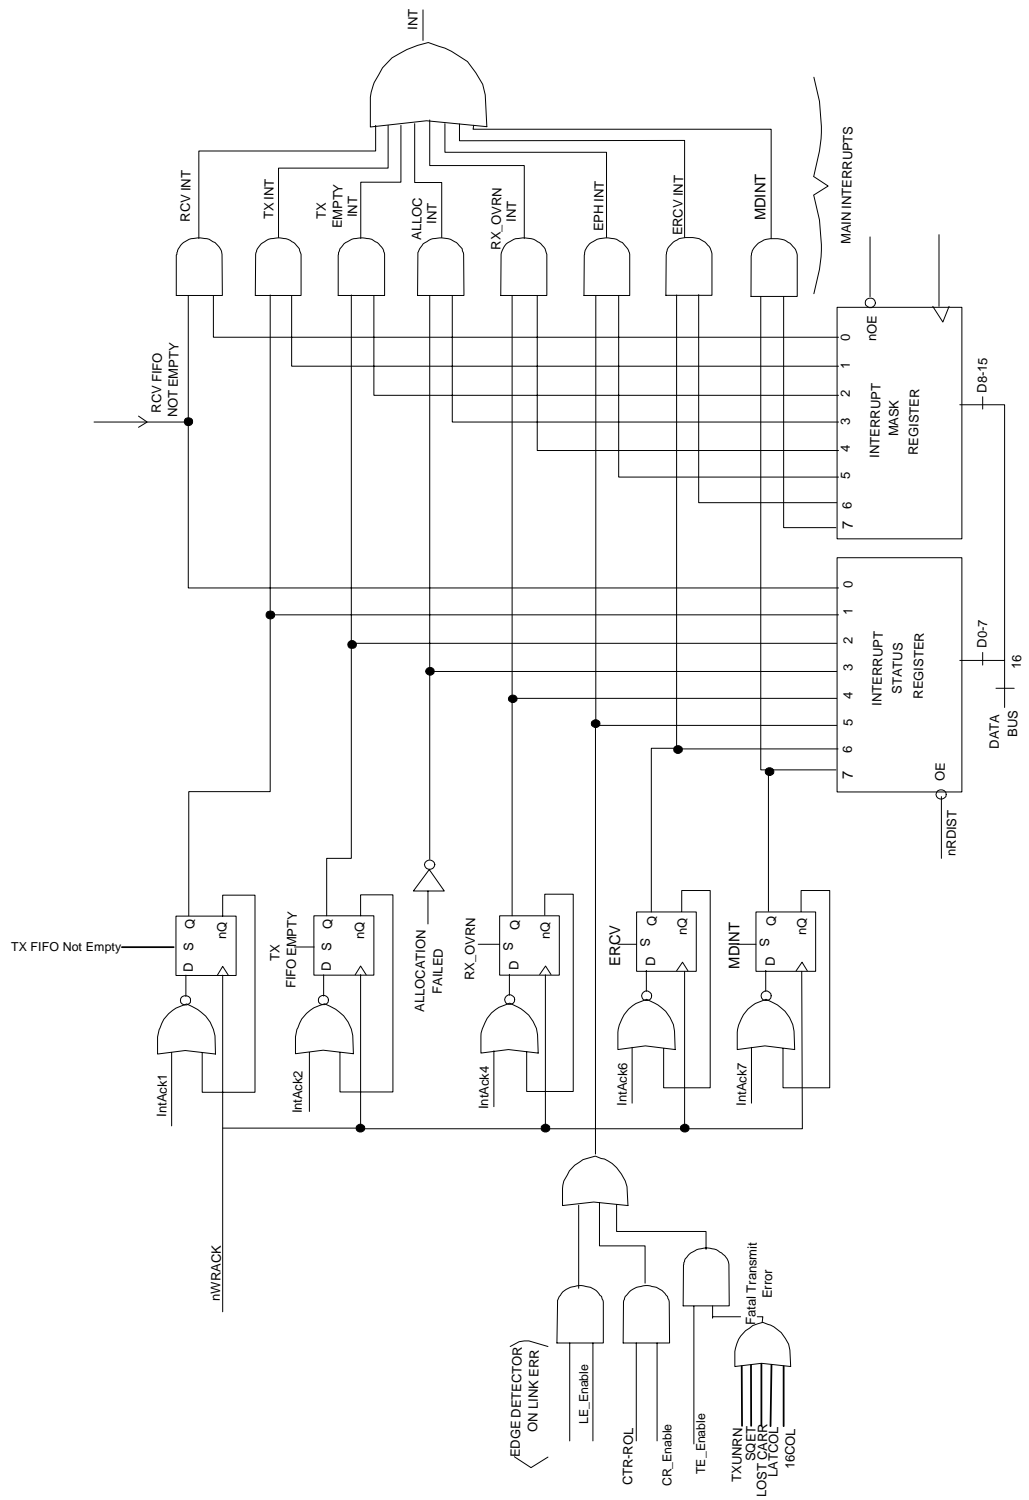 INT
RCV INT
TX INT
TX
EMPTY
INT
ALLOC
INT
RX_OVRN
INT
EPH INT
ERCV INT
MDINT
MAIN INTERRUPTS
RCV FIFO
NOT EMPTY
0
1
2
3
4
5
6
7
nOE
INTERRUPT
MASK
REGISTER
D8-15
0
1
2
3
4
5
6
7
OE
INTERRUPT
STATUS
REGISTER
D0-7
16
DATA
BUS
nRDIST
TX FIFO Not Empty
D S Q
nQ
IntAck1
TX
FIFO EMPTY
D S Q
nQ
IntAck2
ALLOCATION
FAILED
RX_OVRN
D S Q
nQ
IntAck4
ERCV
D S Q
nQ
IntAck6
MDINT
D S Q
nQ
IntAck7
nWRACK
EDGE DETECTOR
ON LINK ERR
LE_Enable
CTR-ROL
CR_Enable
TE_Enable
Fatal Transmit
Error
TXUNRN
SQET
LOST CARR
LATCOL
16COL